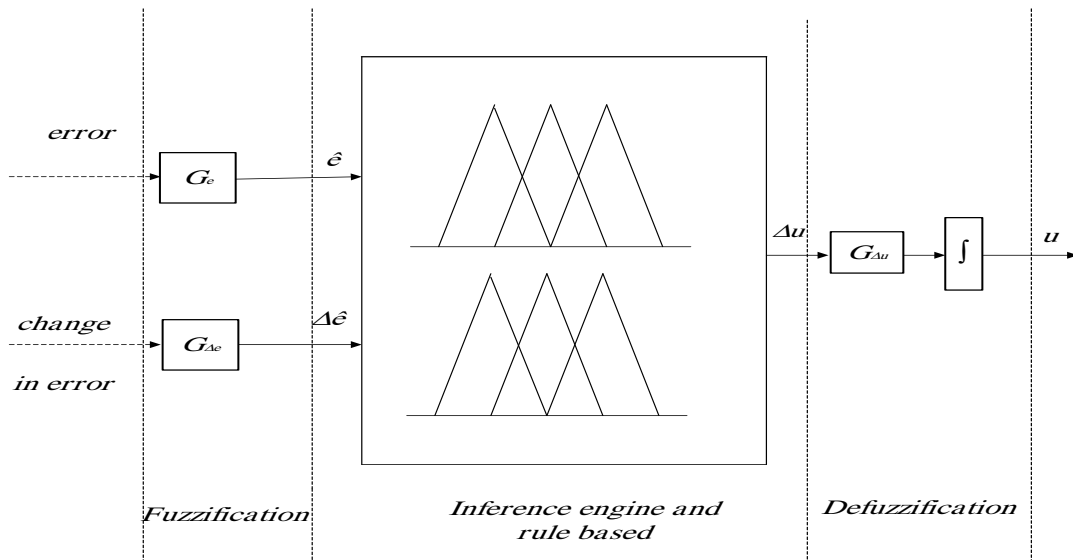 error
Gₑ
ê
Δu
G_Δu
∫
u
change
in error
G_Δe
Δê
Fuzzification
Inference engine and
rule based
Defuzzification